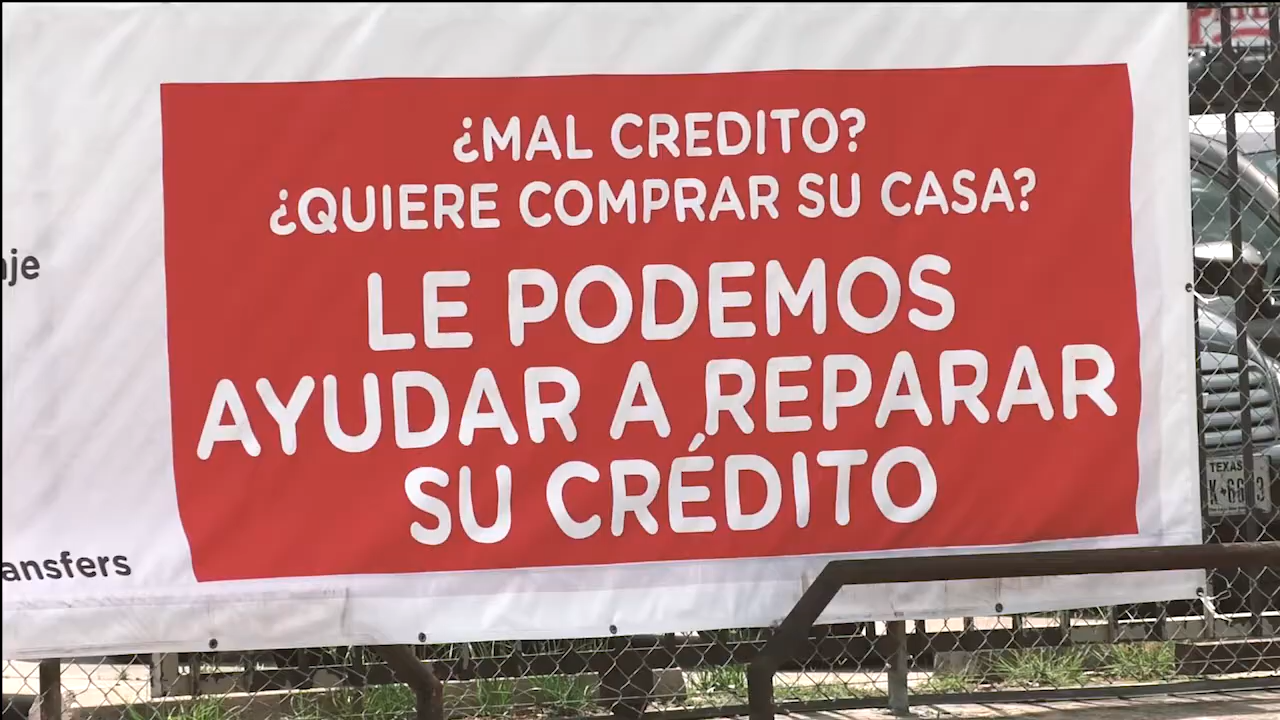 ¿MAL CREDITO?
¿QUIERE COMPRAR SU CASA?
LE PODEMOS
AYUDAR A REPARAR
SU CRÉDITO
aje
ansfers
TEXAS